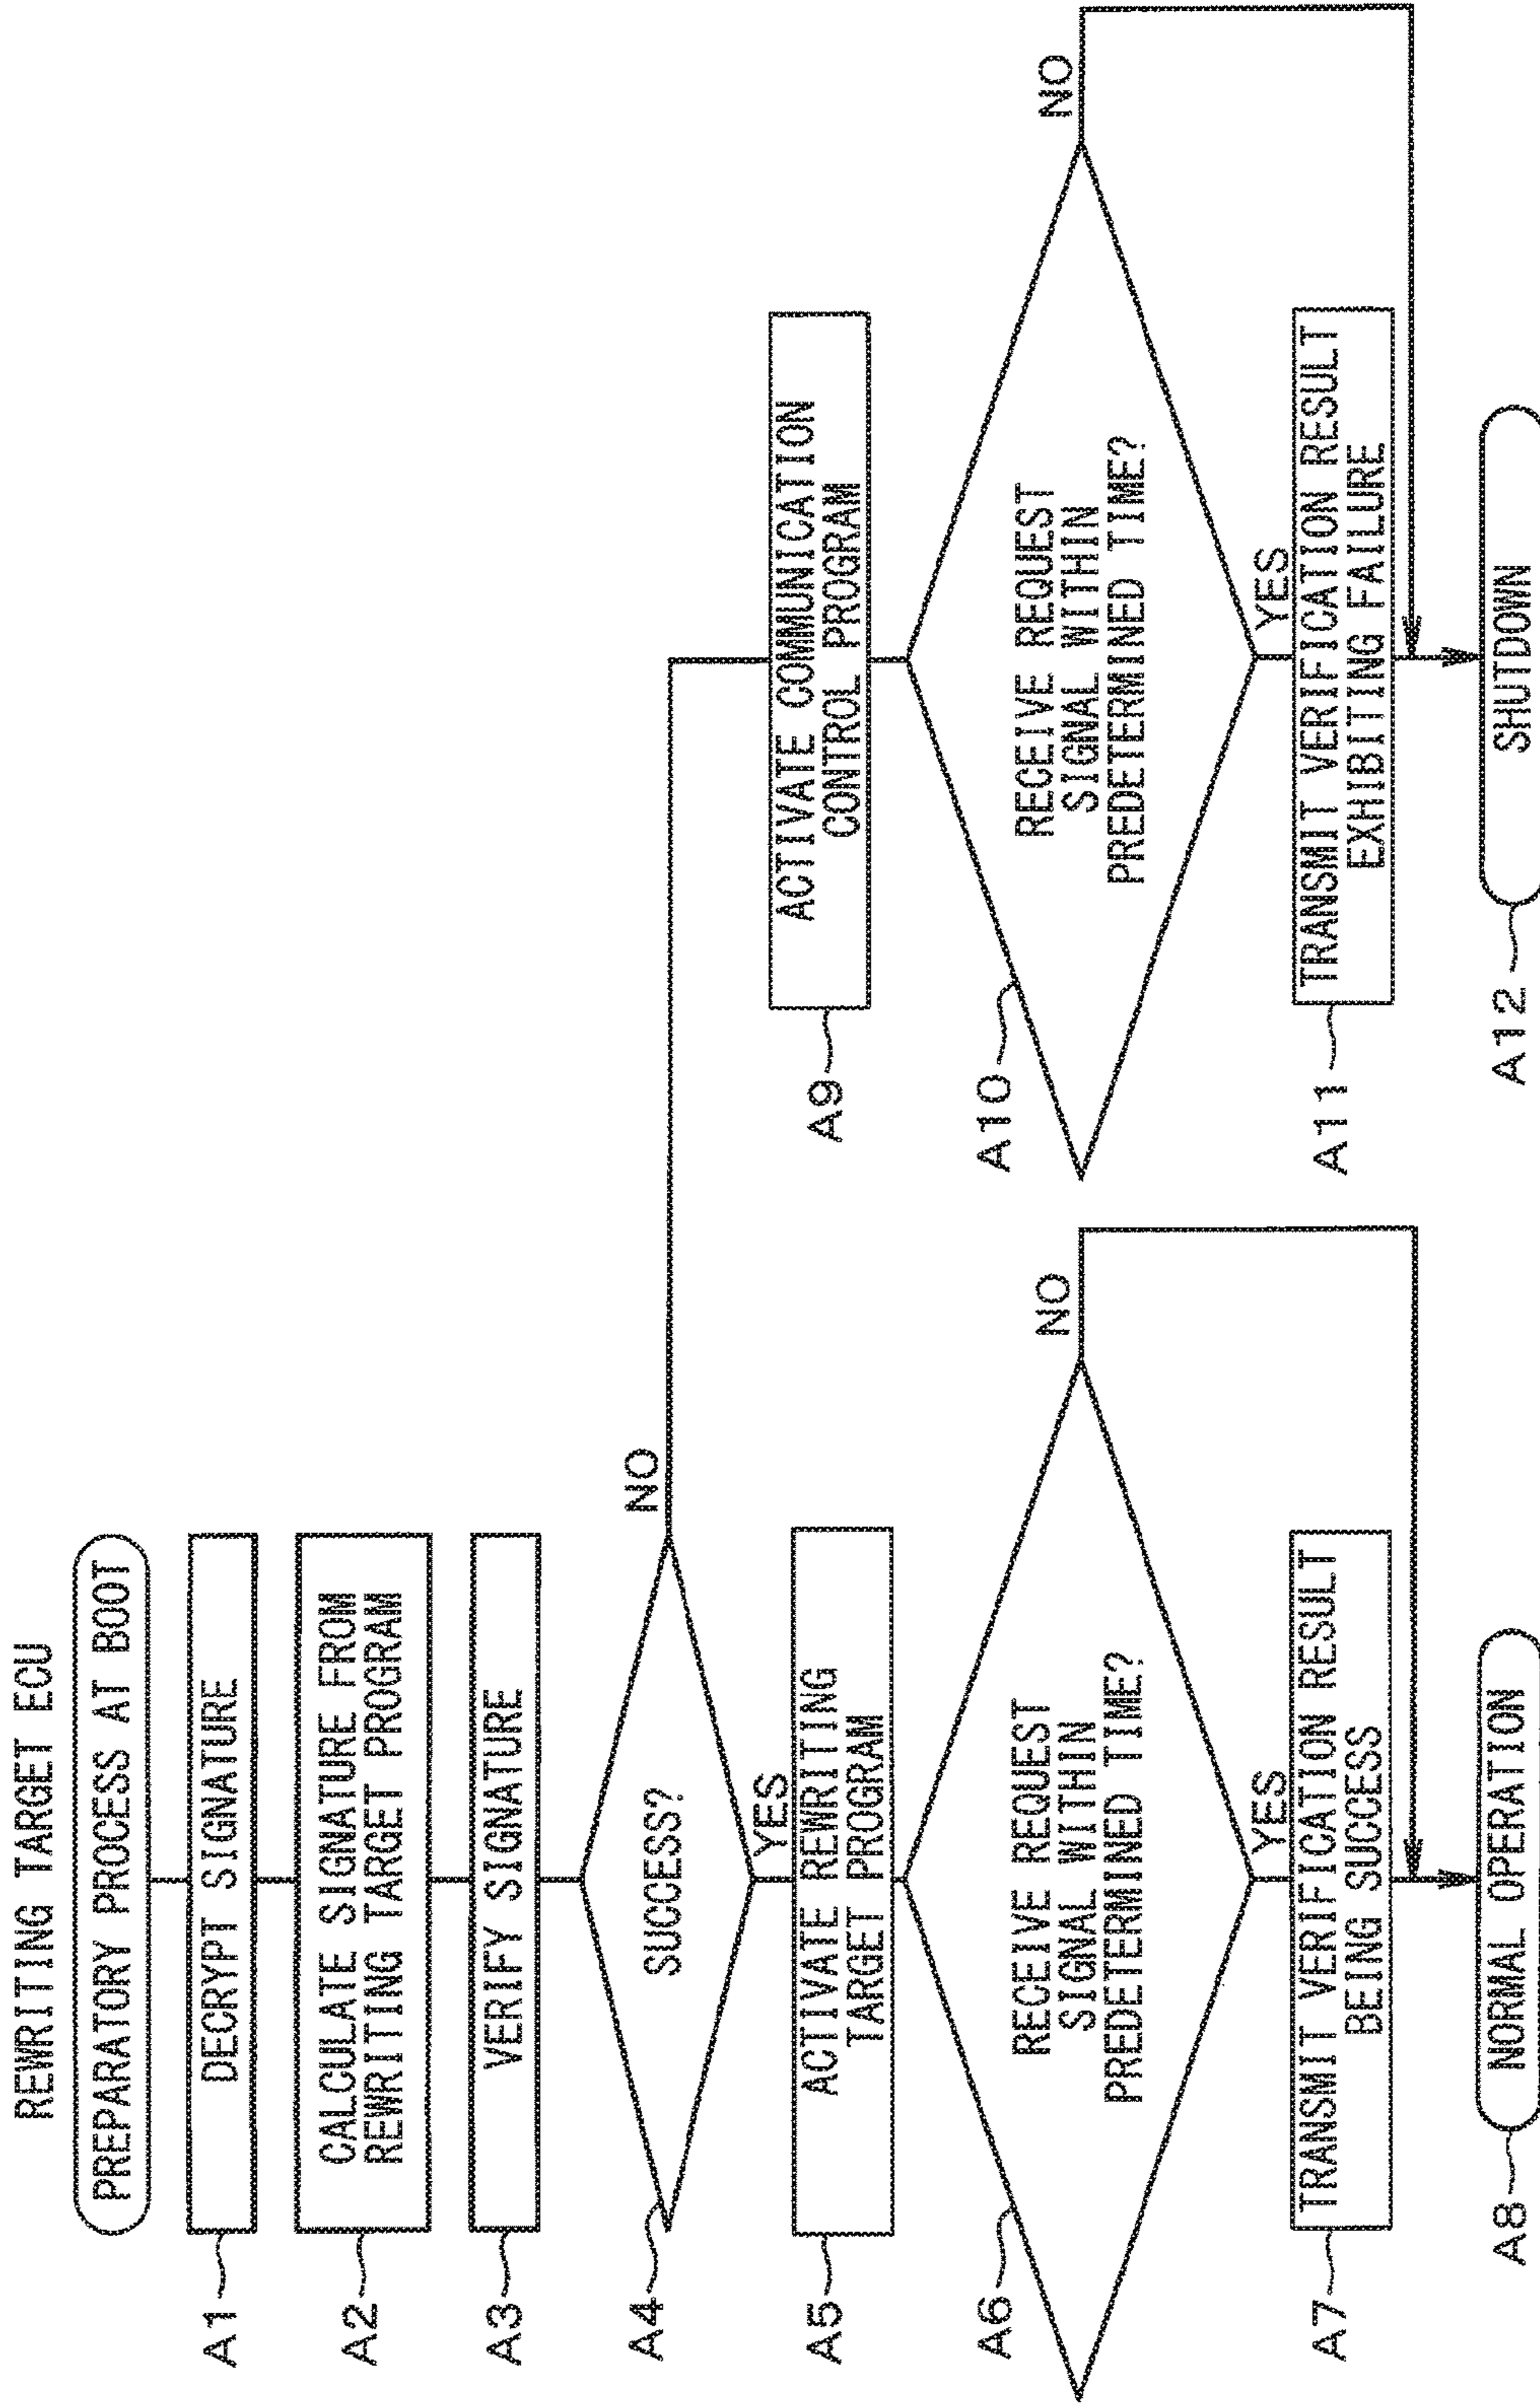 REWRITING TARGET ECU
PREPARATORY PROCESS AT BOOT
A1
DECRYPT SIGNATURE
A2
CALCULATE SIGNATURE FROM
REWRITING TARGET PROGRAM
A3
VERIFY SIGNATURE
A4
SUCCESS?
NO
YES
A5
ACTIVATE REWRITING
TARGET PROGRAM
A6
RECEIVE REQUEST
SIGNAL WITHIN
PREDETERMINED TIME?
NO
YES
A7
TRANSMIT VERIFICATION RESULT
BEING SUCCESS
A8
NORMAL OPERATION
A9
ACTIVATE COMMUNICATION
CONTROL PROGRAM
A10
RECEIVE REQUEST
SIGNAL WITHIN
PREDETERMINED TIME?
NO
YES
A11
TRANSMIT VERIFICATION RESULT
EXHIBITING FAILURE
A12
SHUTDOWN